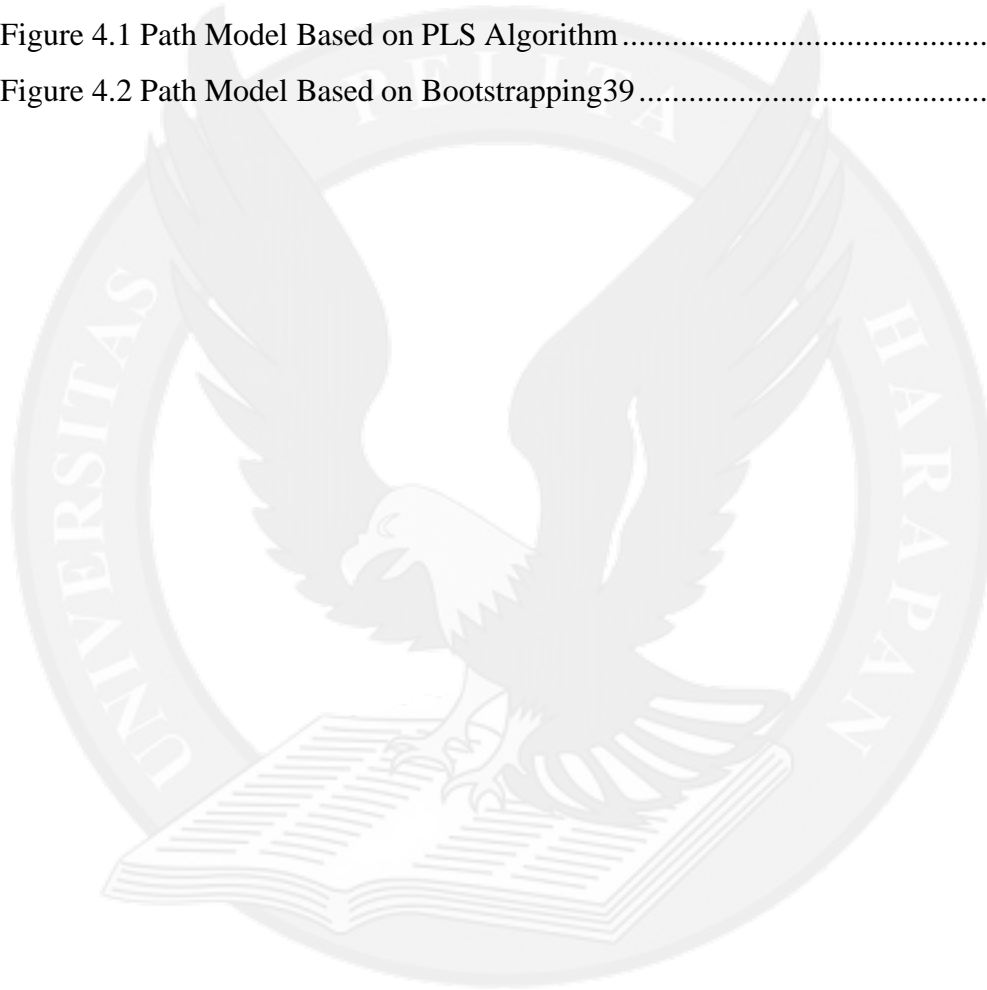 Figure 4.1 Path Model Based on PLS Algorithm.......................................
Figure 4.2 Path Model Based on Bootstrapping39.....................................
UNIVERSITAS PELITA HARAPAN